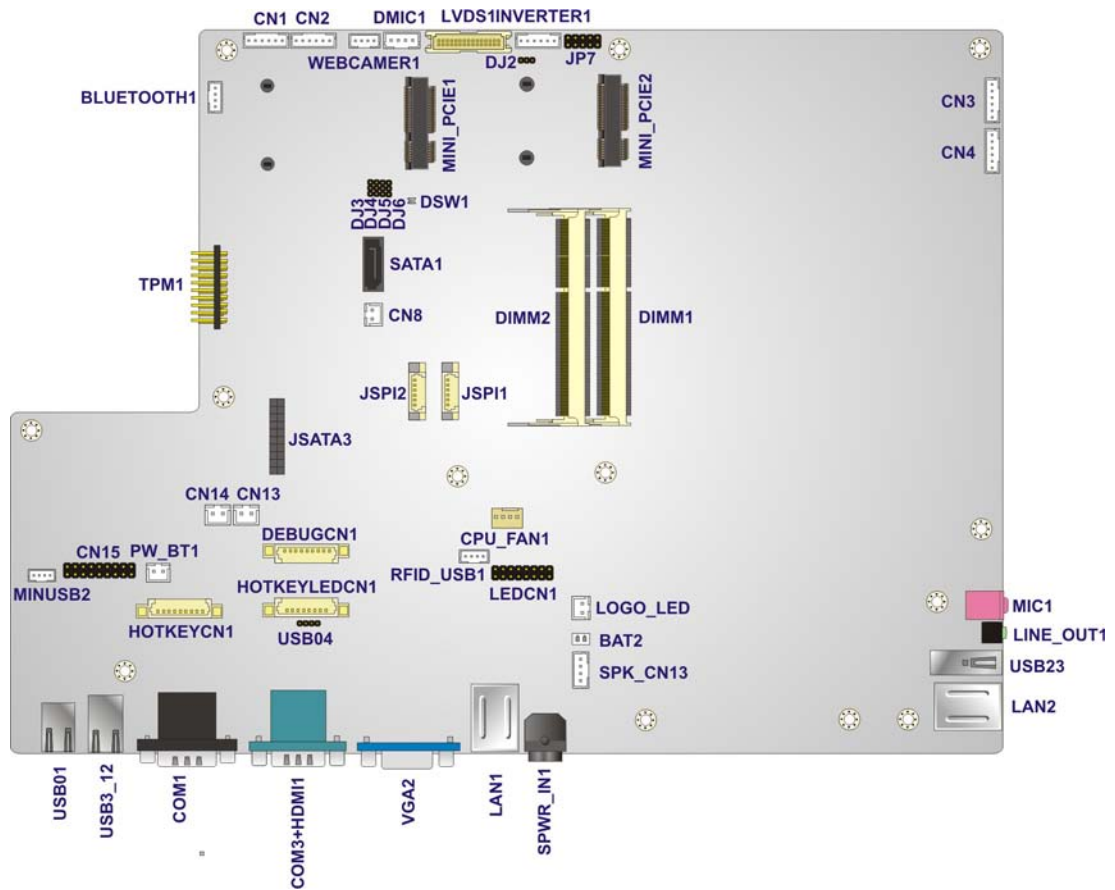 CN1 CN2 DMIC1 LVDS1 INVERTER1
WEBCAMER1 DJ2 JP7
BLUETOOTH1
MINI_PCIE1
MINI_PCIE2
CN3
CN4
DJ3
DJ4
DJ5
DJ6
DSW1
SATA1
TPM1
CN8
DIMM2 DIMM1
JSPI2 JSPI1
JSATA3
CN14 CN13
DEBUGCN1
CPU_FAN1
CN15 PW_BT1
RFID_USB1
HOTKEYLEDCN1
LEDCN1
MINUSB2
HOTKEYCN1
USB04
LOGO_LED
MIC1
LINE_OUT1
BAT2
USB23
SPK_CN13
LAN2
USB01
USB3_12
COM1
COM3+HDMI1
VGA2
LAN1
SPWR_IN1